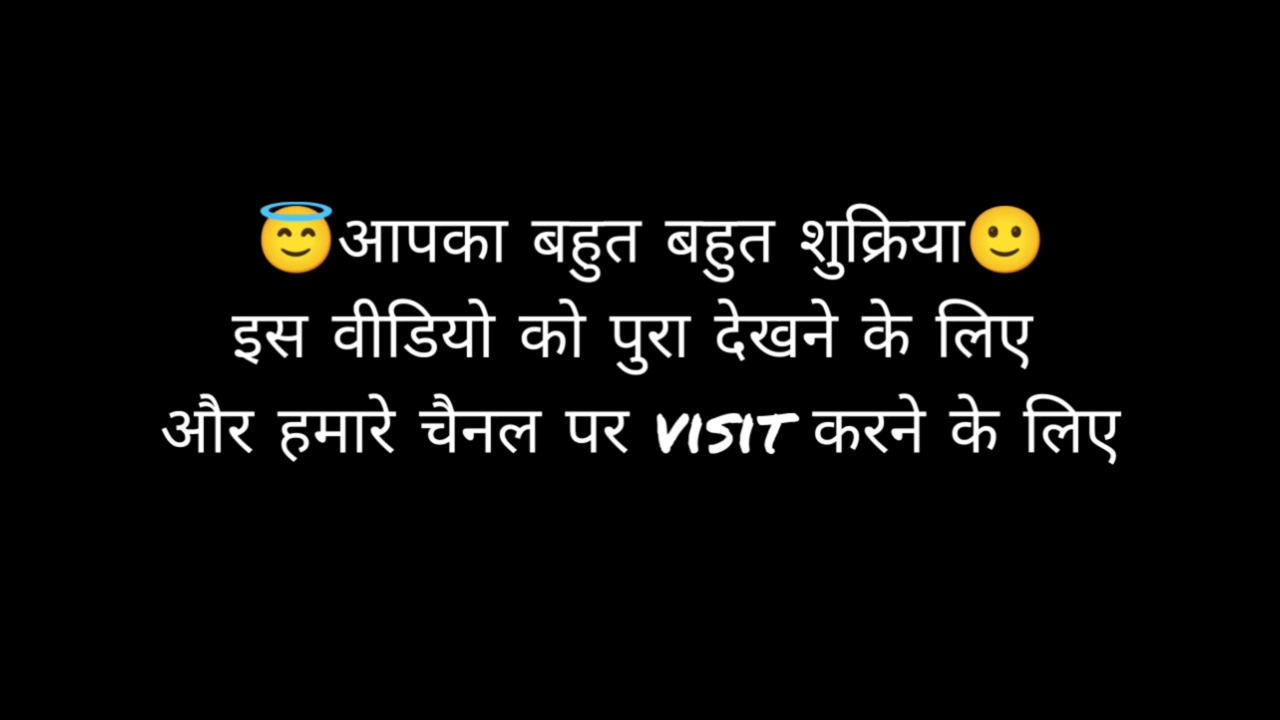 😇आपका बहुत बहुत शुक्रिया🙂
इस वीडियो को पुरा देखने के लिए
और हमारे चैनल पर VISIT करने के लिए